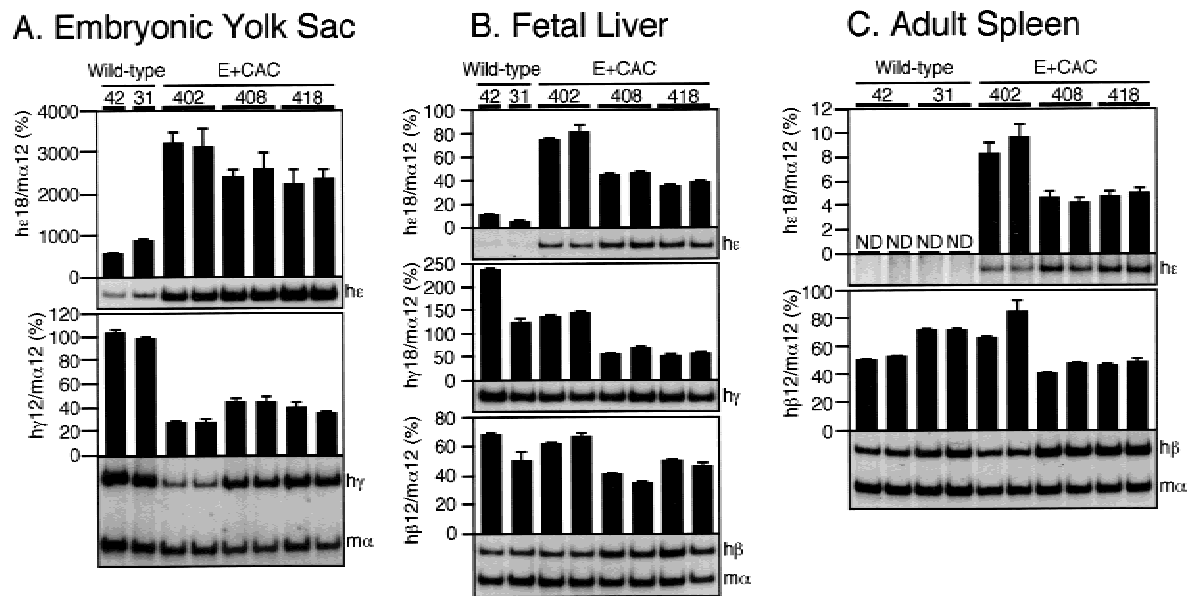 A. Embryonic Yolk Sac
Wild-type E+CAC
42 31 402 408 418
hε18/mα12 (%)
4000
3000
2000
1000
0
hε
hγ12/mα12 (%)
120
100
80
60
40
20
0
hγ
mα
B. Fetal Liver
Wild-type E+CAC
42 31 402 408 418
hε18/mα12 (%)
100
80
60
40
20
0
hε
hγ18/mα12 (%)
250
200
150
100
50
0
hγ
hβ12/mα12 (%)
80
60
40
20
0
hβ
mα
C. Adult Spleen
Wild-type E+CAC
42 31 402 408 418
hε18/mα12 (%)
12
10
8
6
4
2
0
ND ND ND ND
hε
hβ12/mα12 (%)
100
80
60
40
20
0
hβ
mα